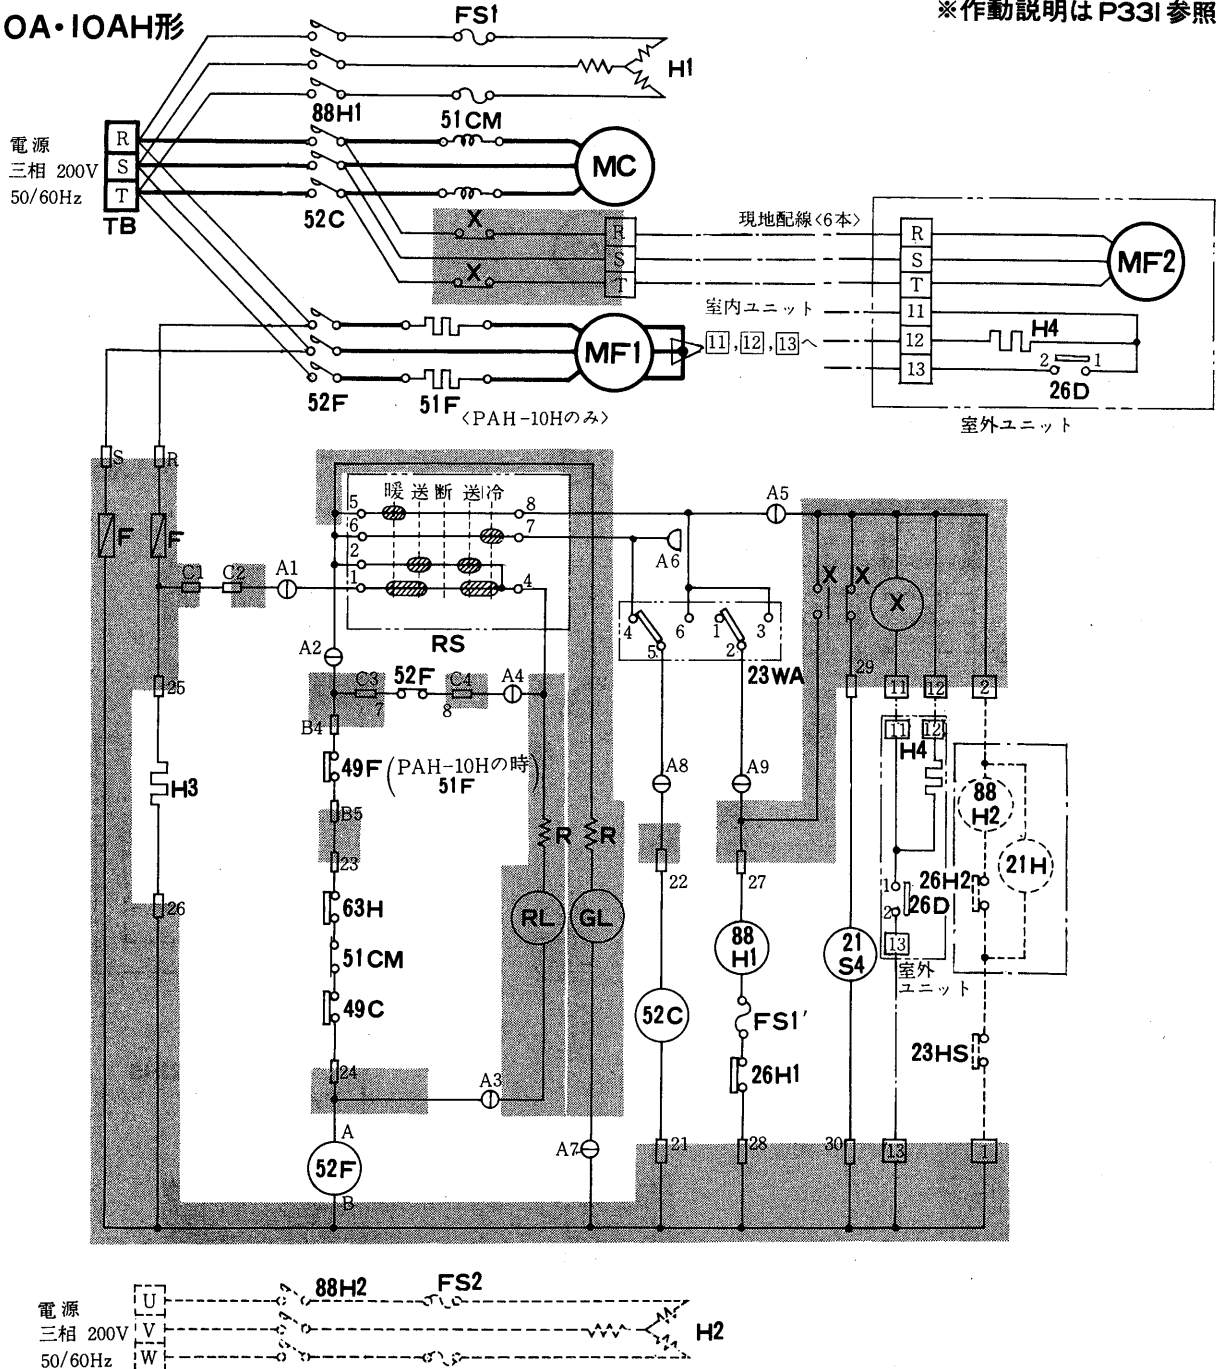 OA・10AH形
※作動説明はP331参照
FS1
H1
88H1
51CM
電源
三相 200V
50/60Hz
R
S
T
TB
MC
52C
X
X
R
S
T
現地配線〈6本〉
R
S
T
11
12
13
MF2
H4
2
1
26D
室内ユニット
11,12,13へ
室外ユニット
MF1
52F
51F
〈PAH-10Hのみ〉
S
R
F
F
暖 送 断 送 冷
5
8
6
7
2
1
4
RS
A5
A6
C1
C2
A1
A2
C3
7
52F
C4
8
A4
4
5
6
1
2
3
23WA
X
X
X
29
11
12
2
25
B4
49F
(PAH-10Hの時
51F)
H3
B5
23
A8
A9
11
12
H4
88
H2
21H
R
R
22
27
26
63H
RL
GL
51CM
49C
88
H1
21
S4
1
2
26D
26H2
13
室外
ユニット
52C
FS1′
26H1
23HS
24
A3
A
52F
B
A7
21
28
30
13
1
電源
三相 200V
50/60Hz
U
V
W
88H2
FS2
H2